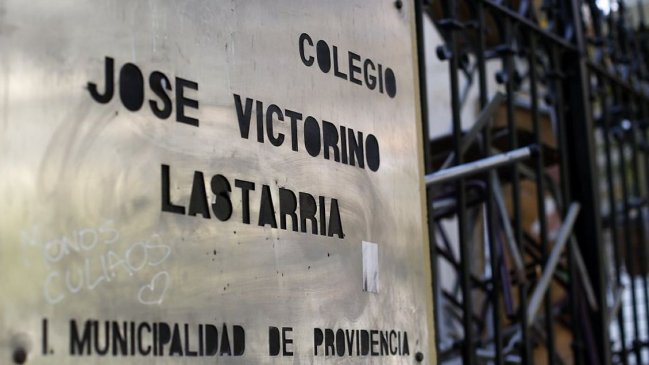 COLEGIO
JOSE VICTORINO
LASTARRIA
MONOS
CULIAOS
I. MUNICIPALIDAD DE PROVIDENCIA